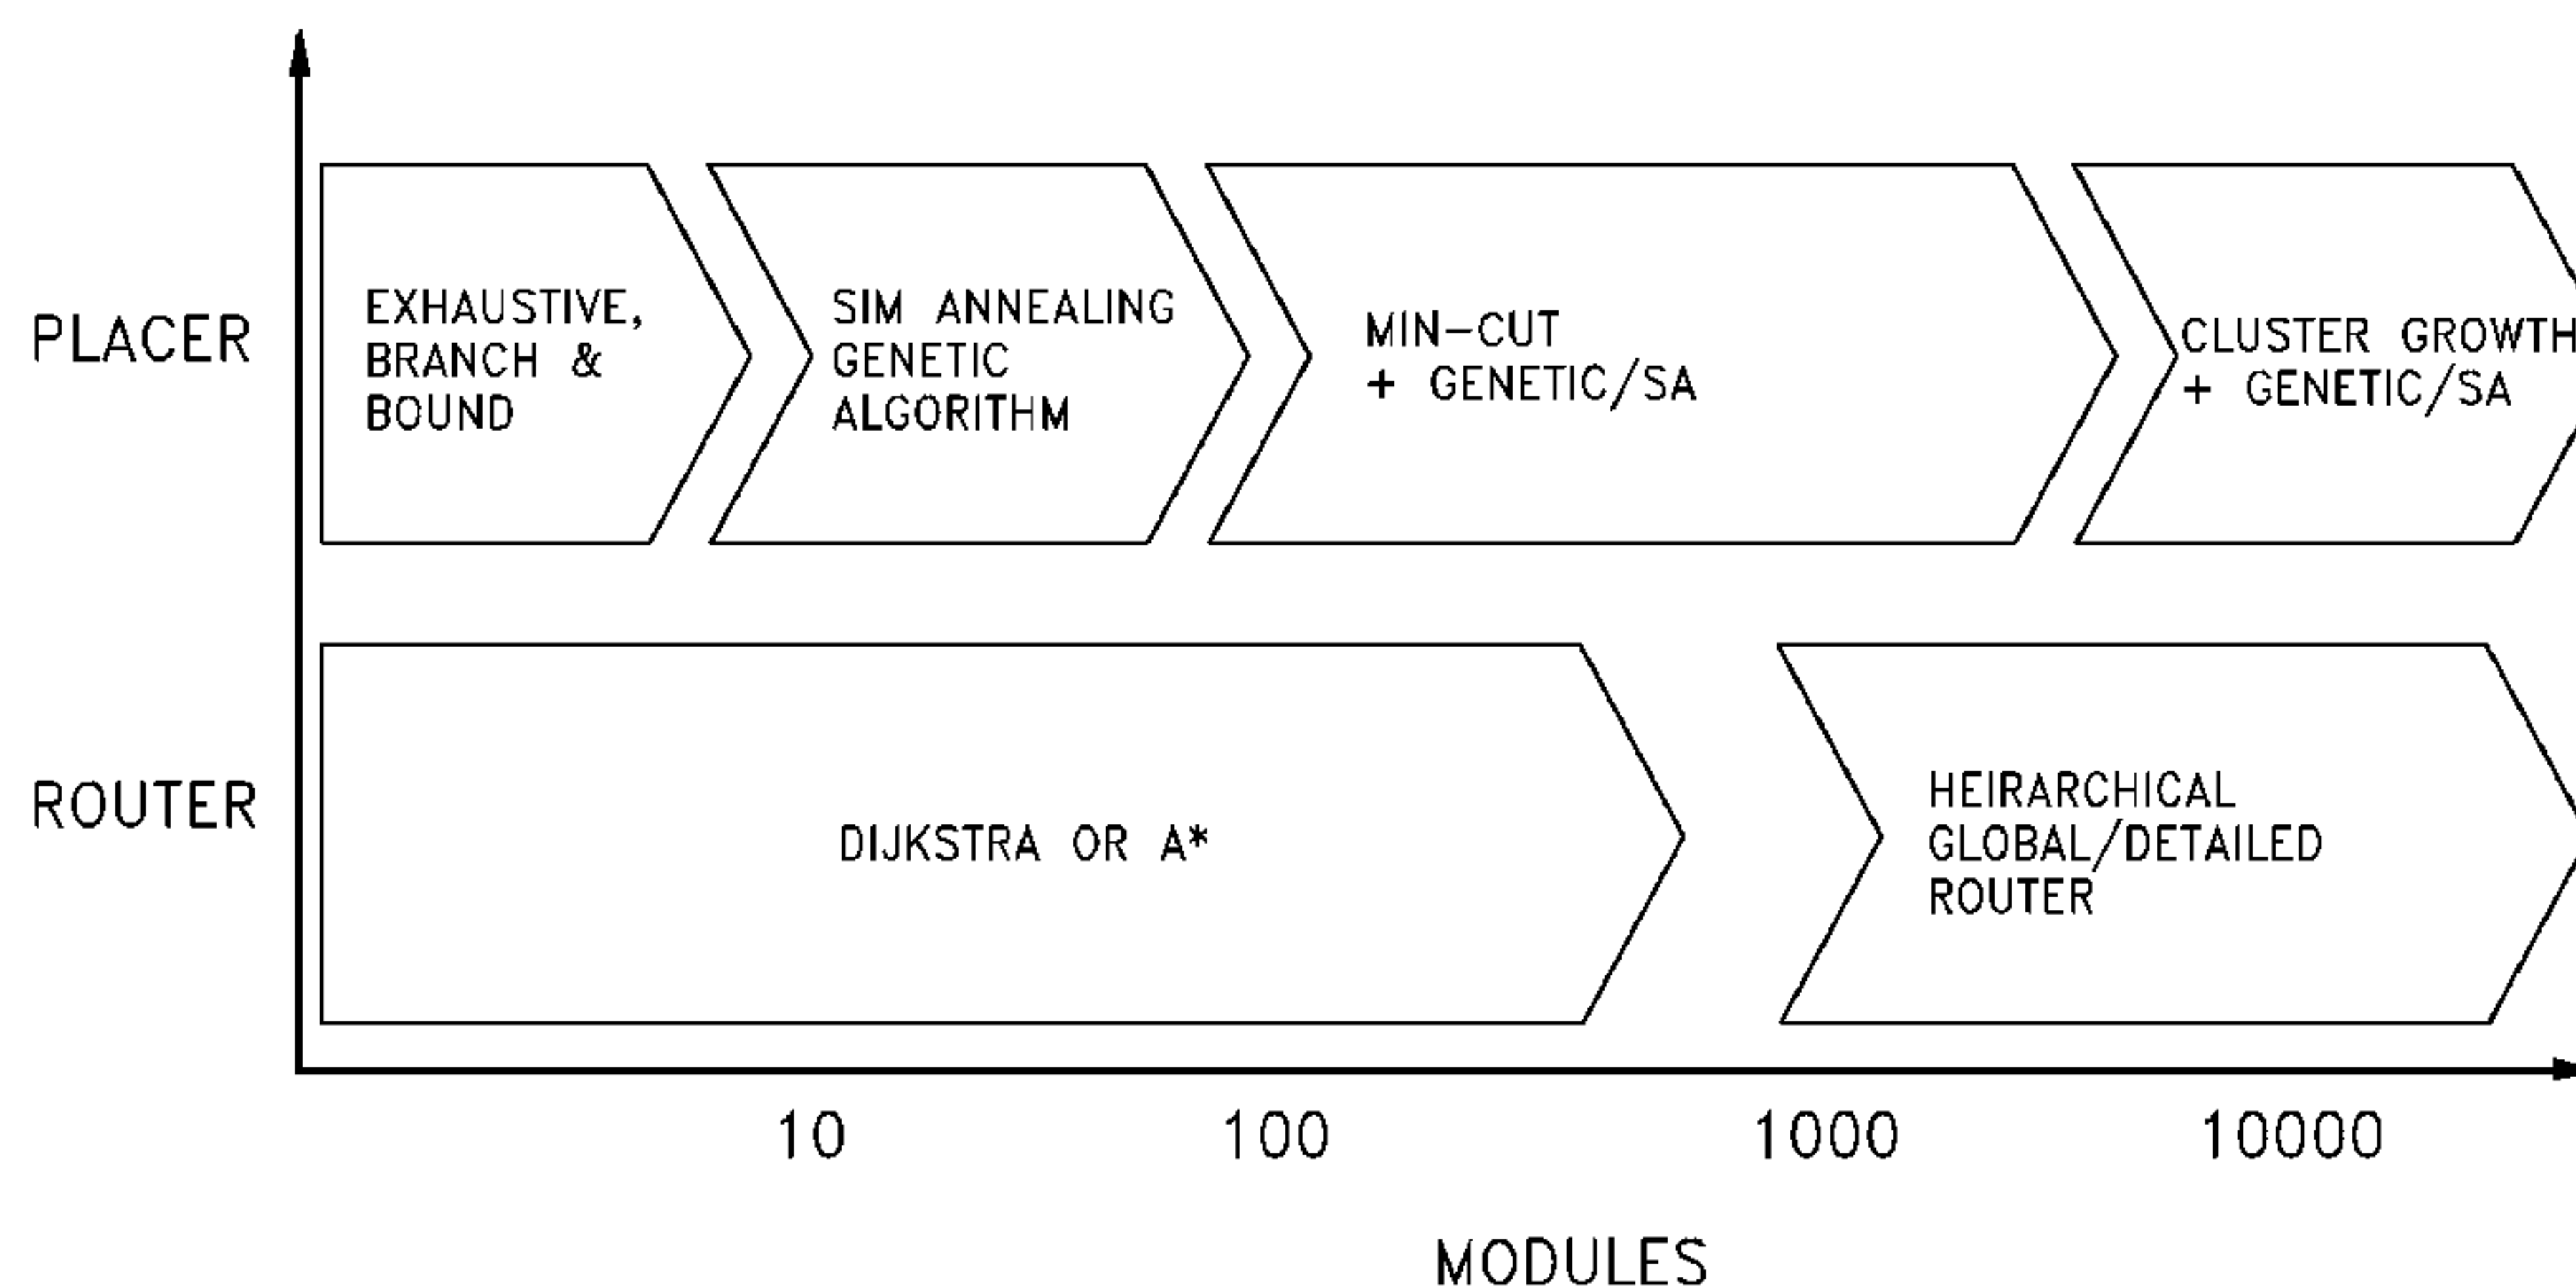 PLACER
EXHAUSTIVE,
BRANCH &
BOUND
SIM ANNEALING
GENETIC
ALGORITHM
MIN-CUT
+ GENETIC/SA
CLUSTER GROWTH
+ GENETIC/SA
ROUTER
DIJKSTRA OR A*
HEIRARCHICAL
GLOBAL/DETAILED
ROUTER
10 100 1000 10000
MODULES